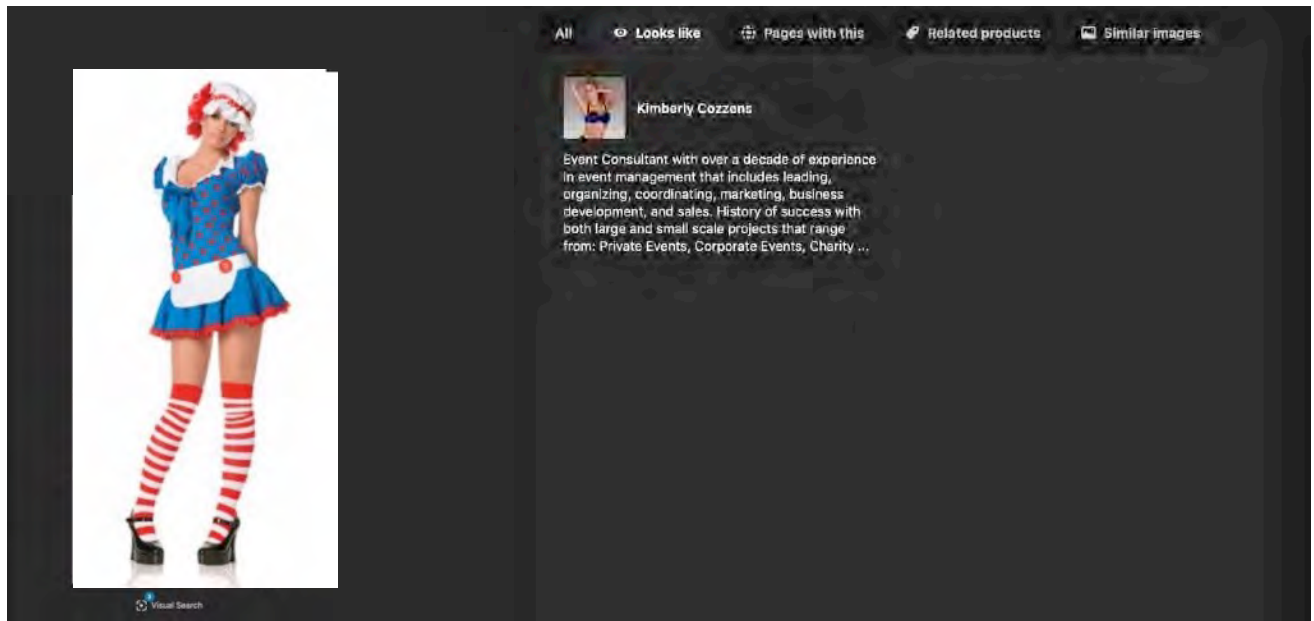 All
Looks like
Pages with this
Related products
Similar images
Kimberly Cozzens
Event Consultant with over a decade of experience
in event management that includes leading,
organizing, coordinating, marketing, business
development, and sales. History of success with
both large and small scale projects that range
from: Private Events, Corporate Events, Charity ...
Visual Search